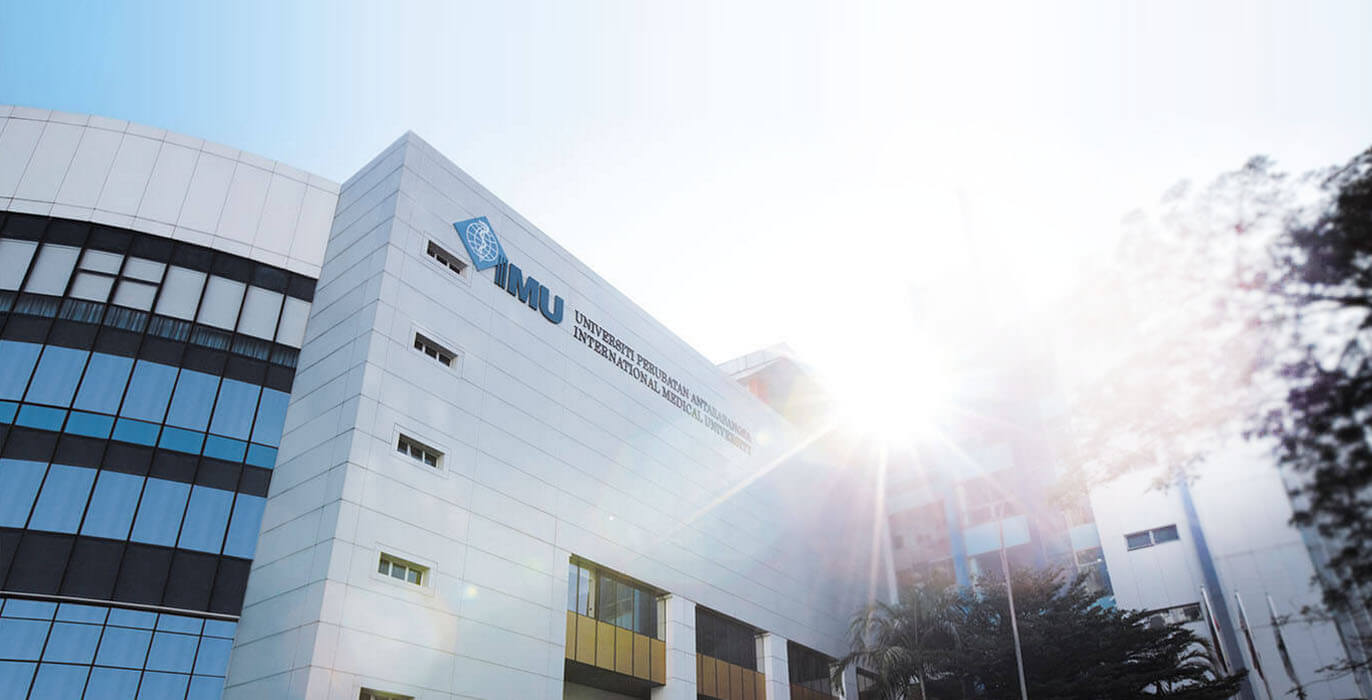 iMU
UNIVERSITI PERUBATAN ANTARABANGSA
INTERNATIONAL MEDICAL UNIVERSITY